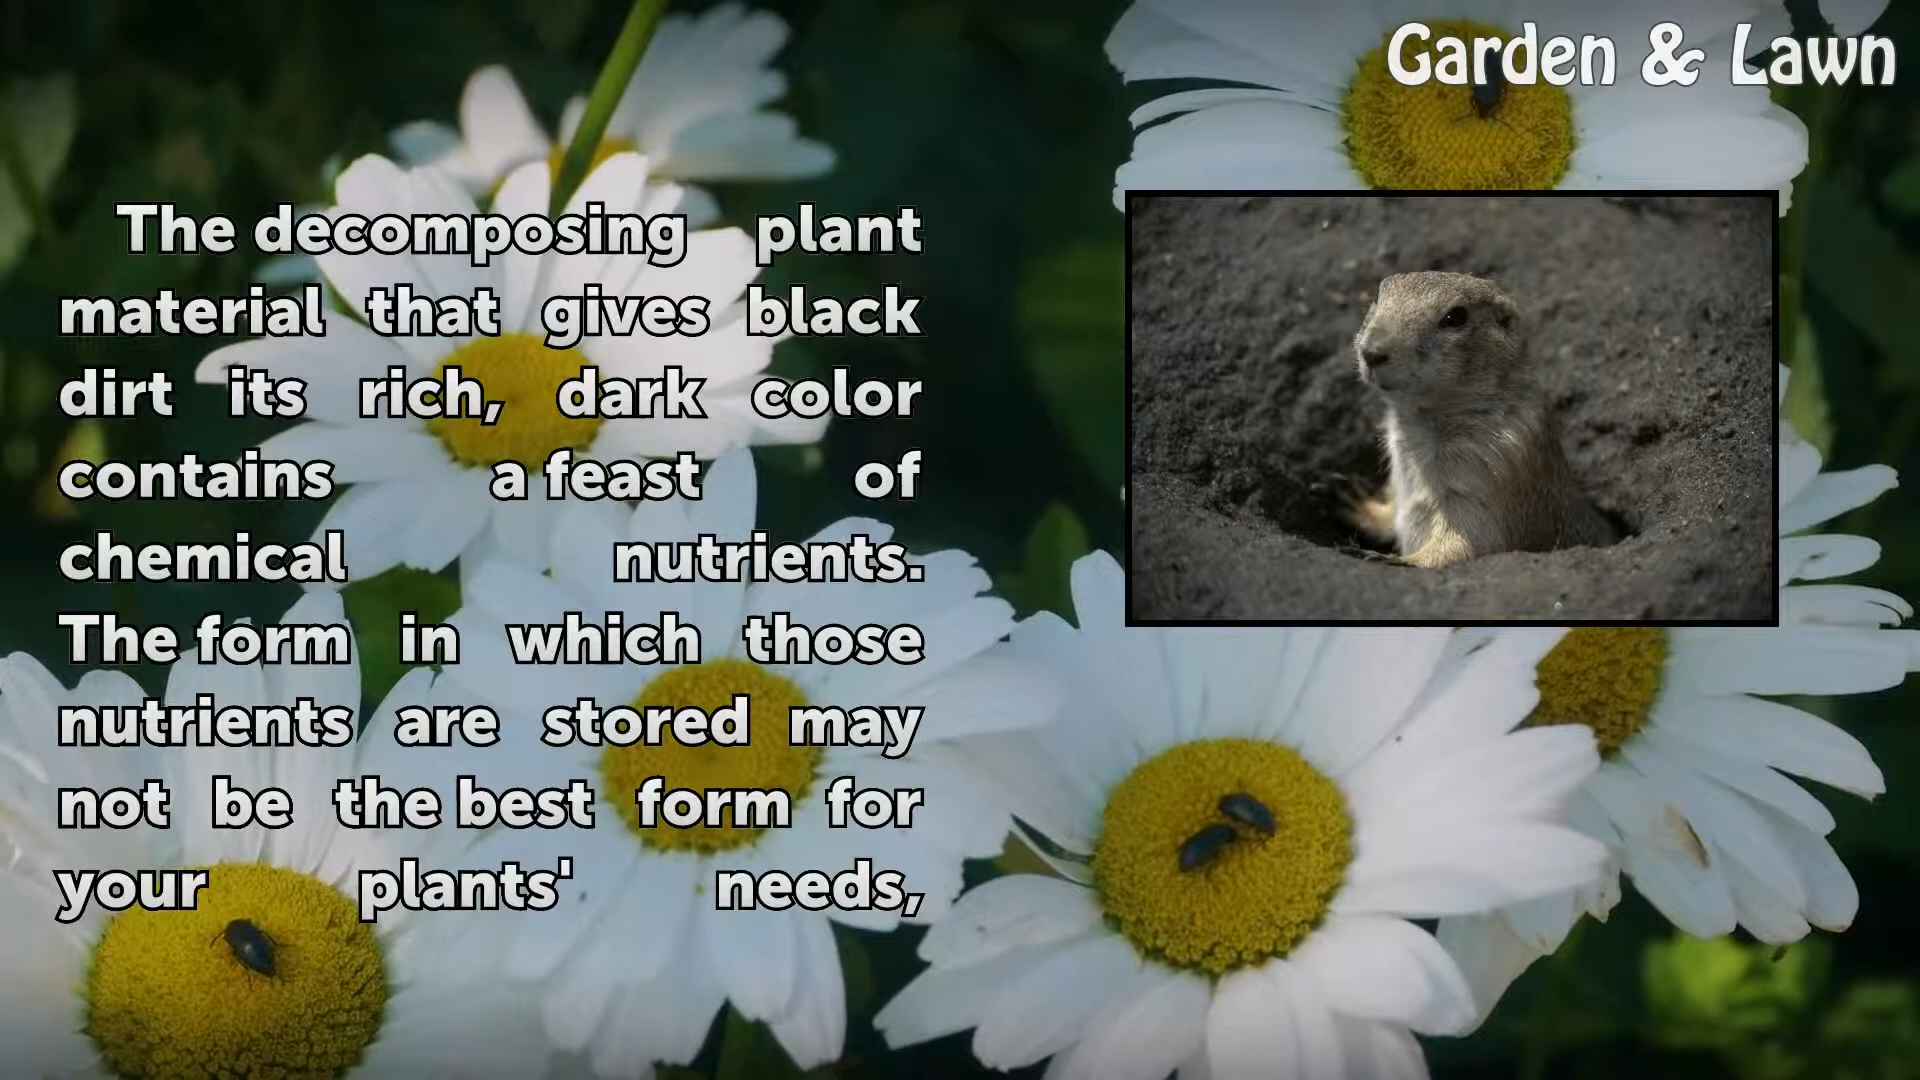 Garden & Lawn
The decomposing plant
material that gives black
dirt its rich, dark color
contains a feast of
chemical nutrients.
The form in which those
nutrients are stored may
not be the best form for
your plants' needs,